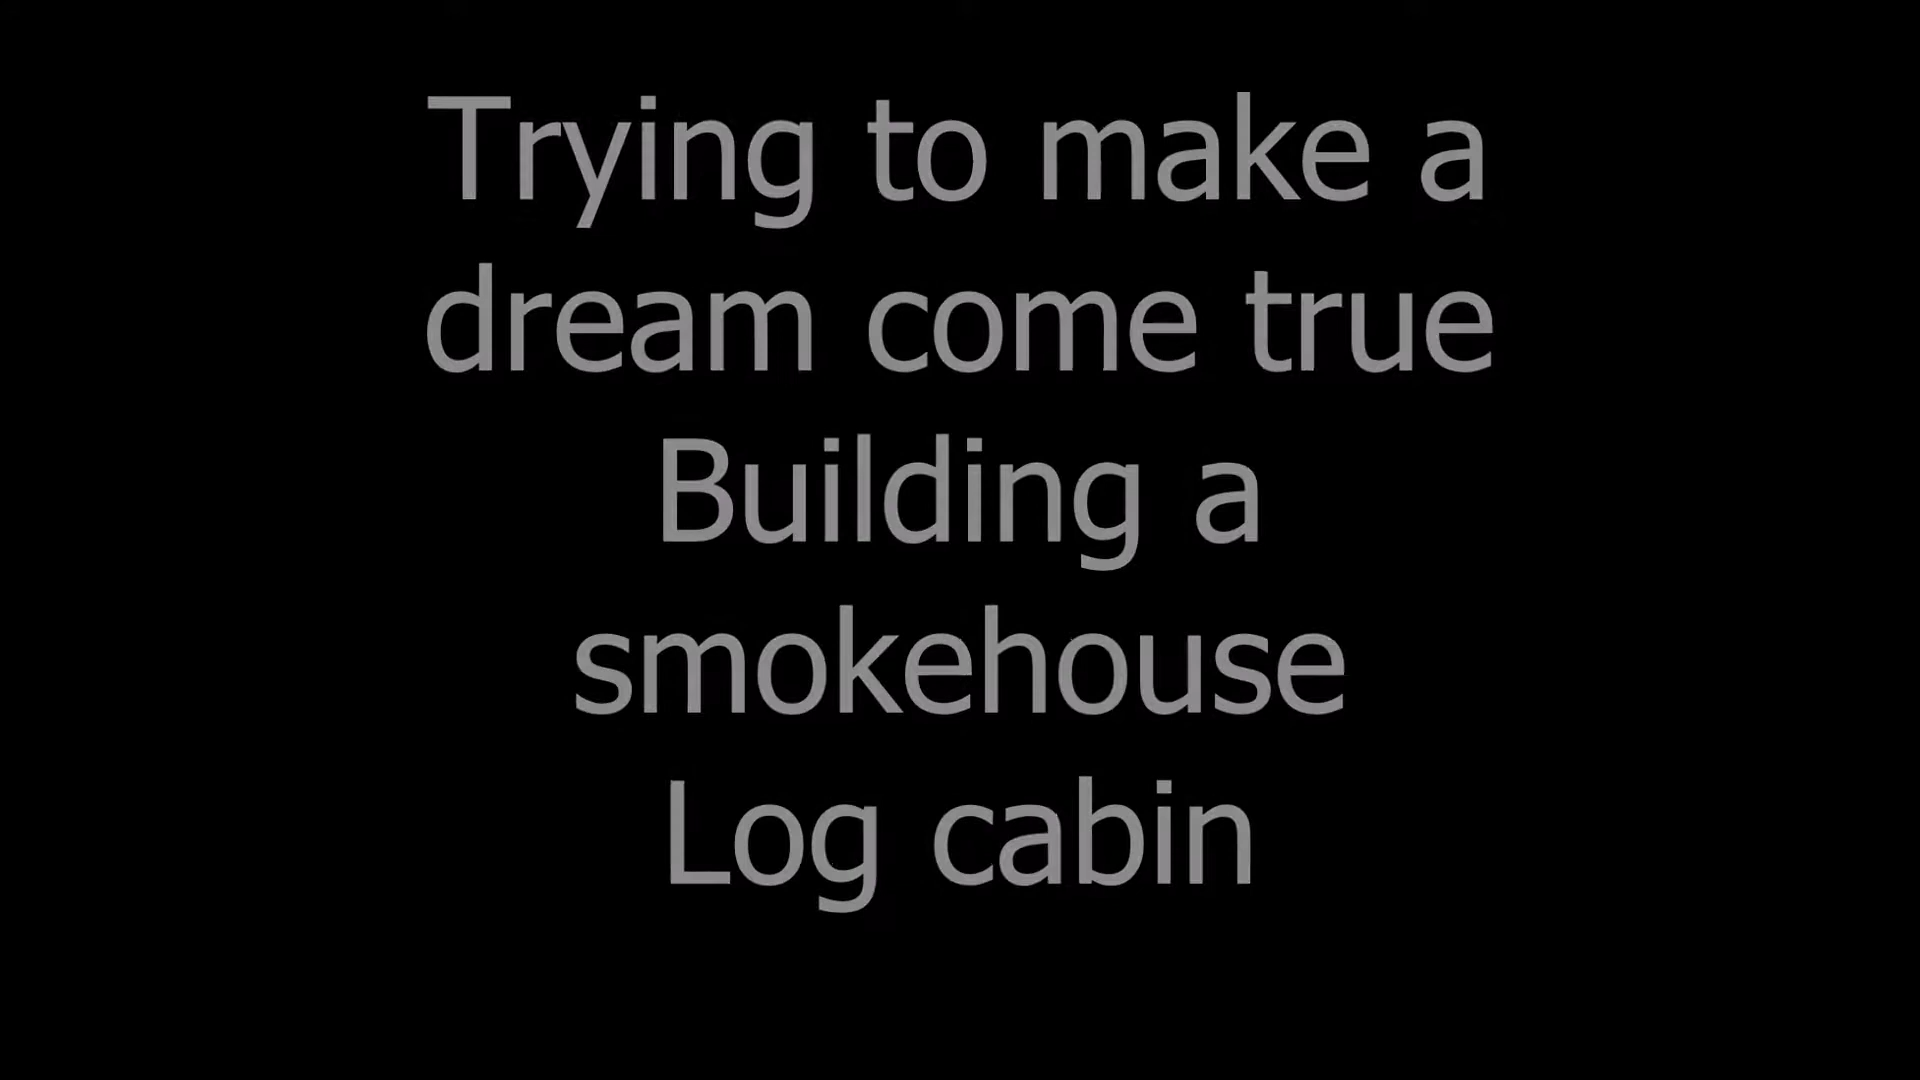 Trying to make a
dream come true
Building a
smokehouse
Log cabin